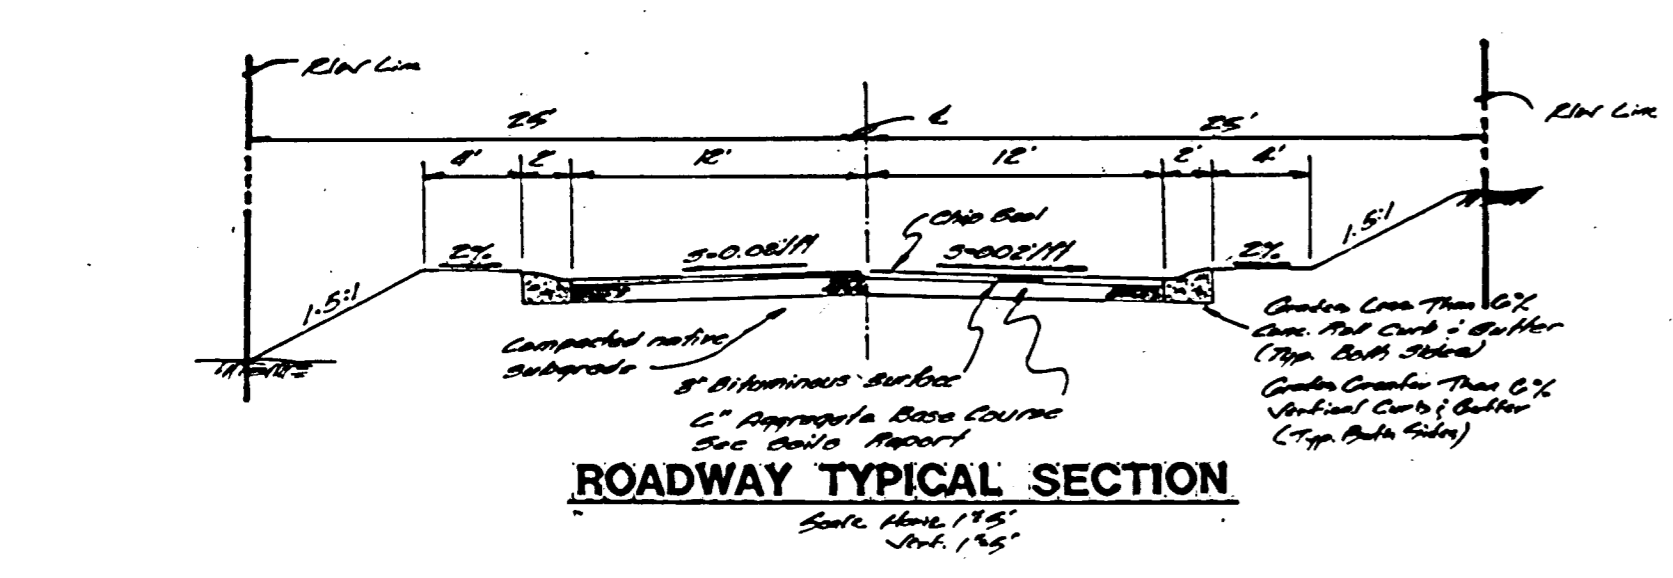 R/W Line
R/W Line
25'
℄
25'
4'
2'
12'
12'
2'
4'
1.5:1
2%
S=0.02'/ft
Chip Seal
S=0.02'/ft
2%
1.5:1
Compacted native
subgrade
3" Bituminous surface
6" Aggregate Base Course
See Soils Report
Grades Less Than 6%
Conc. Roll Curb & Gutter
(Typ. Both Sides)
Grades Greater Than 6%
Vertical Curb & Gutter
(Typ. Both Sides)
ROADWAY TYPICAL SECTION
Scale Horiz. 1"=5'
Vert. 1"=5'